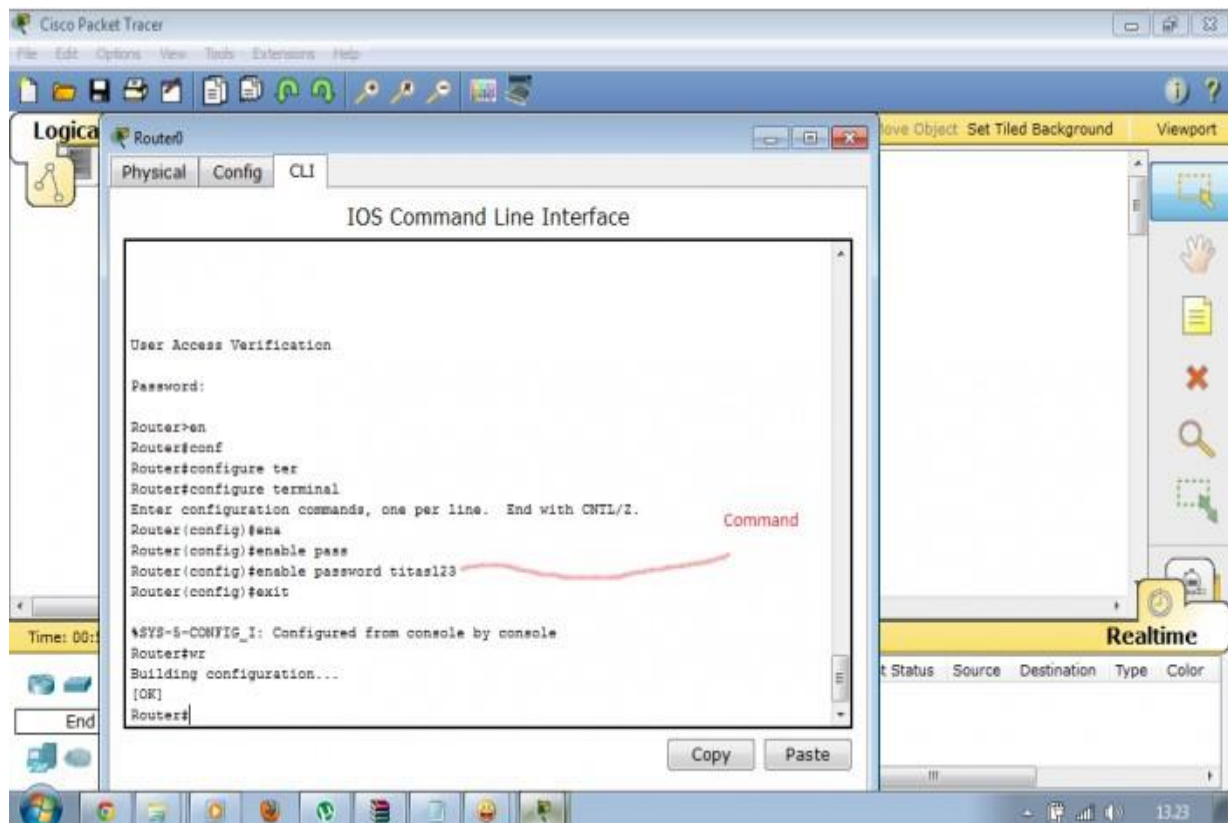 Cisco Packet Tracer
File Edit Options View Tools Extensions Help
Logica
Move Object Set Tiled Background Viewport
Router0
Physical Config CLI
IOS Command Line Interface
User Access Verification
Password:
Router>en
Router#conf
Router#configure ter
Router#configure terminal
Enter configuration commands, one per line. End with CNTL/Z.
Router(config)#ena
Router(config)#enable pass
Router(config)#enable password titas123
Command
Router(config)#exit
%SYS-5-CONFIG_I: Configured from console by console
Router#wr
Building configuration...
[OK]
Router#
Copy Paste
Time: 00:5
Realtime
t Status Source Destination Type Color
End
13.23